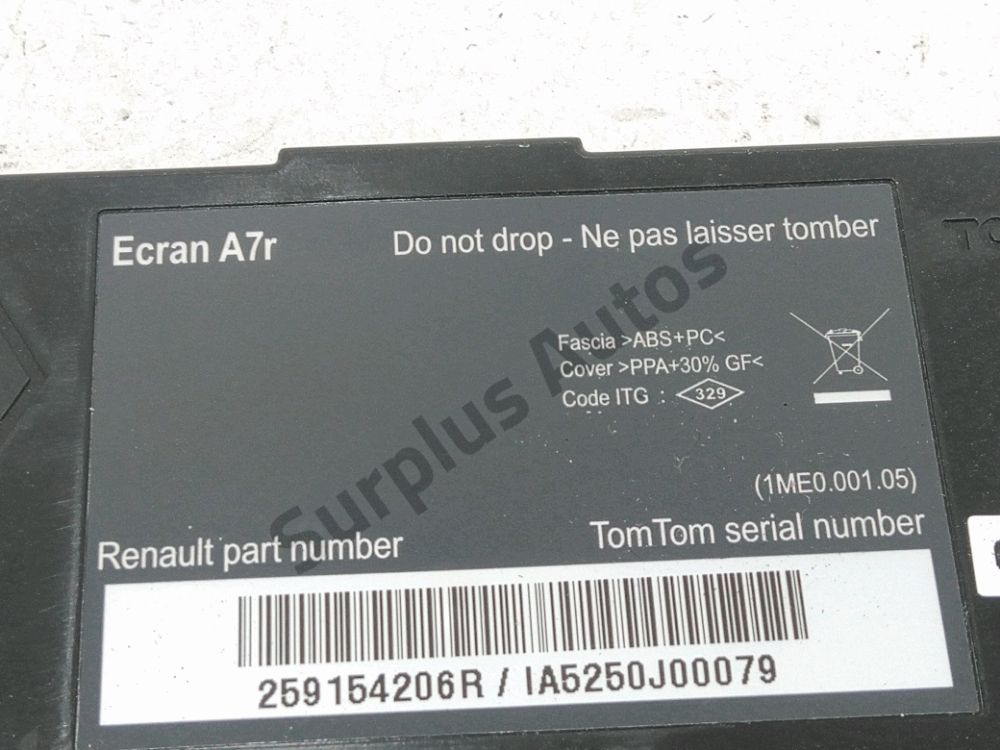 Ecran A7r
Do not drop - Ne pas laisser tomber
Fascia >ABS+PC<
Cover >PPA+30% GF<
Code ITG : <329>
(1ME0.001.05)
Renault part number
TomTom serial number
259154206R / IA5250J00079
Surplus Autos